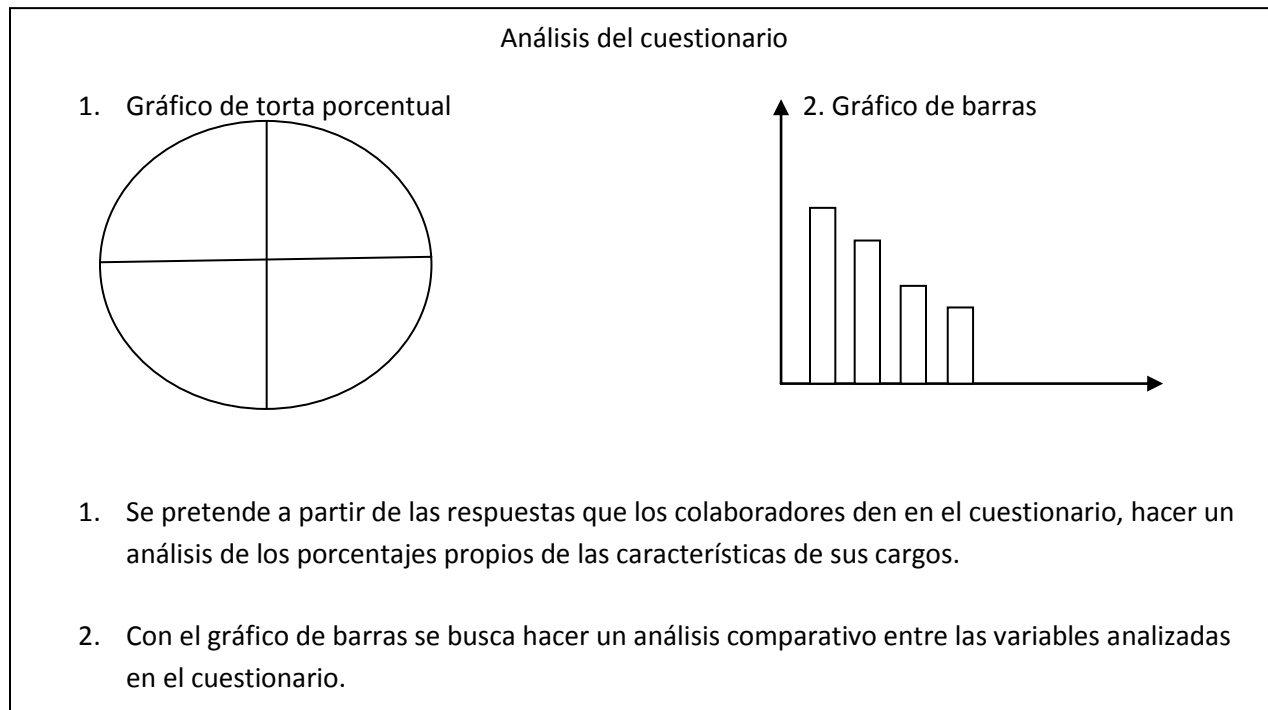 Análisis del cuestionario
1. Gráfico de torta porcentual
2. Gráfico de barras
1. Se pretende a partir de las respuestas que los colaboradores den en el cuestionario, hacer un
análisis de los porcentajes propios de las características de sus cargos.
2. Con el gráfico de barras se busca hacer un análisis comparativo entre las variables analizadas
en el cuestionario.